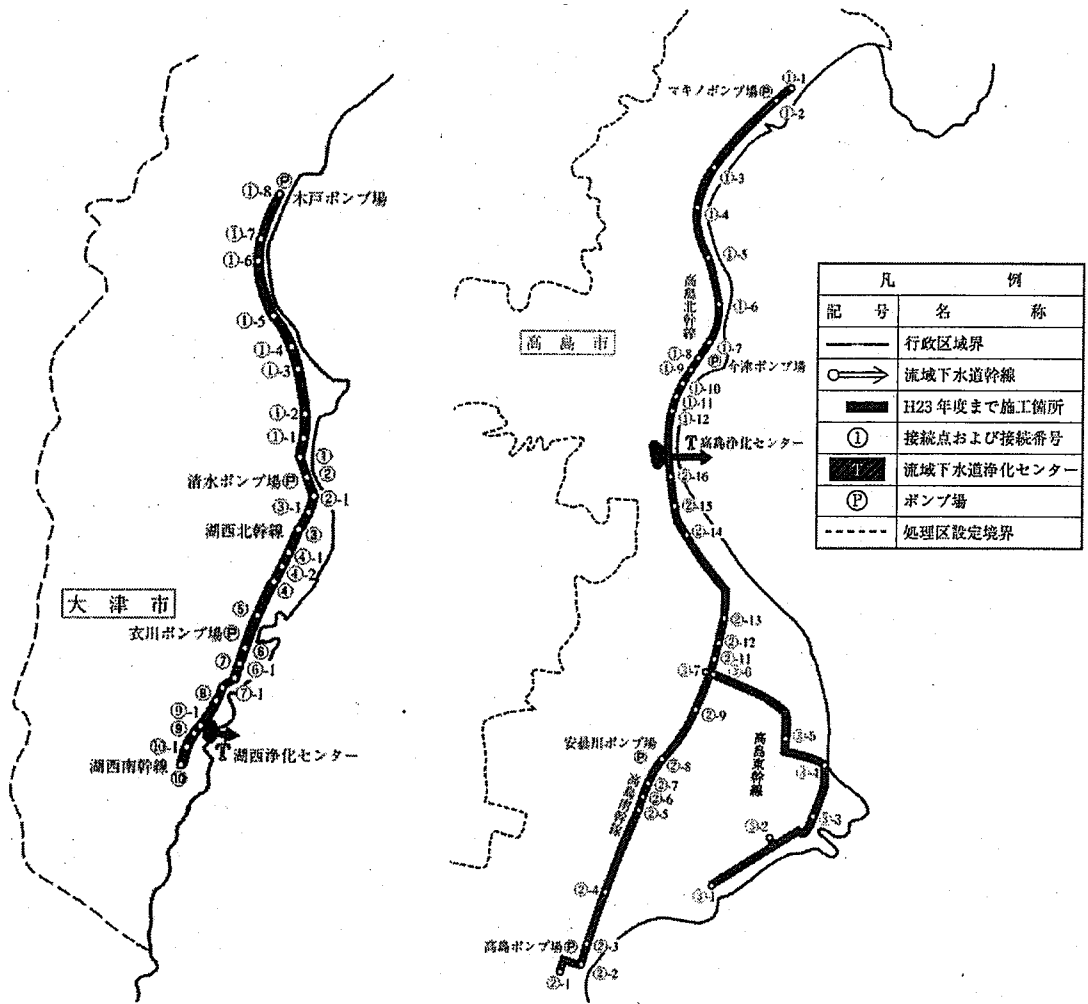 ①-8
木戸ポンプ場
Ⓟ
①-7
①-6
①-5
①-4
①-3
①-2
①-1
①
清水ポンプ場Ⓟ
②
②-1
③-1
湖西北幹線
③
④-1
④-2
④
大津市
⑤
衣川ポンプ場Ⓟ
⑥
⑦
⑥-1
⑦-1
⑧
⑨-1
⑨
⑩-1
T 湖西浄化センター
湖西南幹線
⑩
マキノポンプ場Ⓟ
①-1
①-2
①-3
①-4
①-5
高島北幹線
①-6
高島市
①-7
①-8
①-9
Ⓟ今津ポンプ場
①-10
①-11
①-12
T 高島浄化センター
②-16
②-15
②-14
②-13
②-12
②-11
③-7
③-6
②-9
安曇川ポンプ場
Ⓟ
②-8
②-7
②-6
②-5
高島南幹線
高島東幹線
③-5
③-4
③-3
③-2
③-1
②-4
高島ポンプ場Ⓟ
②-3
②-2
②-1
凡例
記号 名称
行政区域界
流域下水道幹線
H23年度まで施工箇所
① 接続点および接続番号
T 流域下水道浄化センター
Ⓟ ポンプ場
処理区設定境界